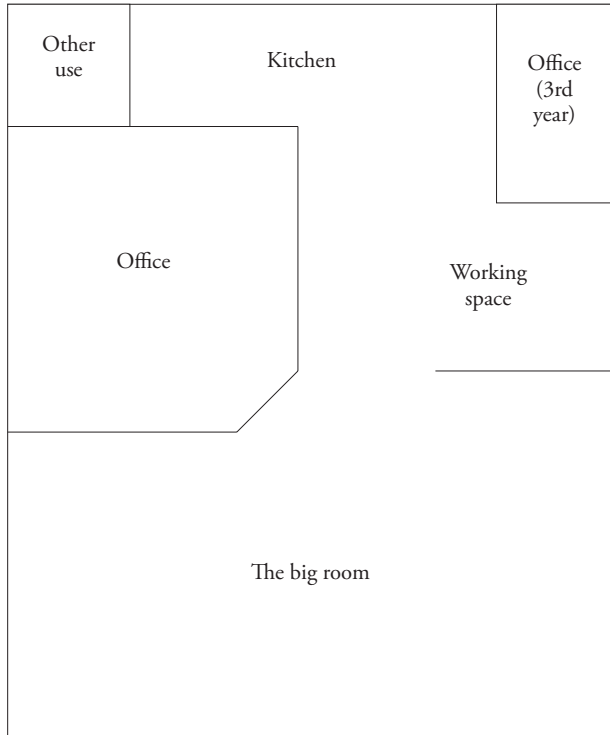 Other
use
Kitchen
Office
(3rd
year)
Office
Working
space
The big room